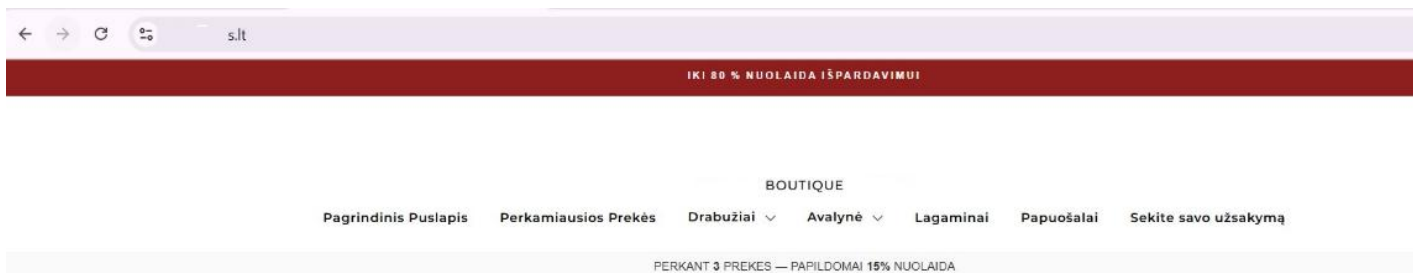 s.lt
IKI 80 % NUOLAIDA IŠPARDAVIMUI
BOUTIQUE
Pagrindinis Puslapis Perkamiausios Prekės Drabužiai Avalynė Lagaminai Papuošalai Sekite savo užsakymą
PERKANT 3 PREKES — PAPILDOMAI 15% NUOLAIDA